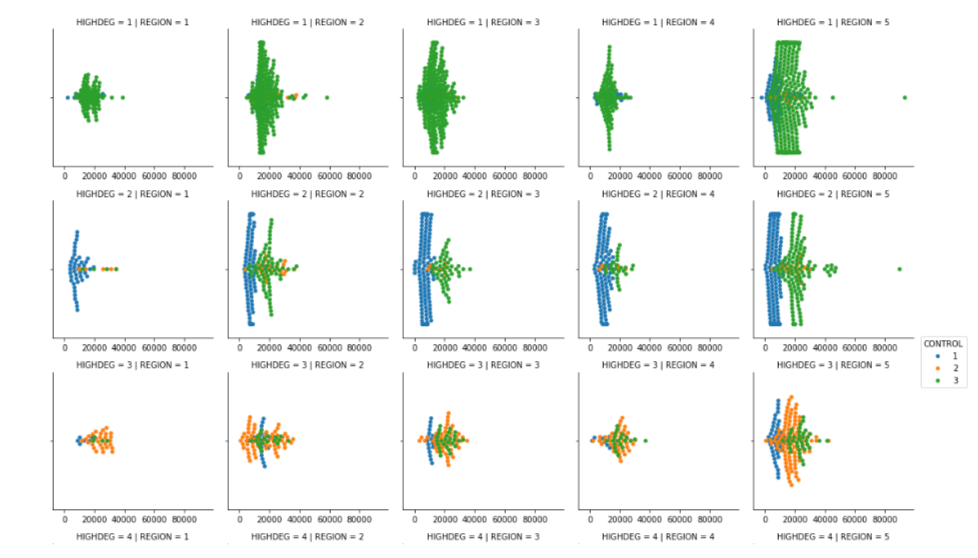 HIGHDEG = 1 | REGION = 1 HIGHDEG = 1 | REGION = 2 HIGHDEG = 1 | REGION = 3 HIGHDEG = 1 | REGION = 4 HIGHDEG = 1 | REGION = 5
0 20000 40000 60000 80000 0 20000 40000 60000 80000 0 20000 40000 60000 80000 0 20000 40000 60000 80000 0 20000 40000 60000 80000
HIGHDEG = 2 | REGION = 1 HIGHDEG = 2 | REGION = 2 HIGHDEG = 2 | REGION = 3 HIGHDEG = 2 | REGION = 4 HIGHDEG = 2 | REGION = 5
0 20000 40000 60000 80000 0 20000 40000 60000 80000 0 20000 40000 60000 80000 0 20000 40000 60000 80000 0 20000 40000 60000 80000
CONTROL
1
2
3
HIGHDEG = 3 | REGION = 1 HIGHDEG = 3 | REGION = 2 HIGHDEG = 3 | REGION = 3 HIGHDEG = 3 | REGION = 4 HIGHDEG = 3 | REGION = 5
0 20000 40000 60000 80000 0 20000 40000 60000 80000 0 20000 40000 60000 80000 0 20000 40000 60000 80000 0 20000 40000 60000 80000
HIGHDEG = 4 | REGION = 1 HIGHDEG = 4 | REGION = 2 HIGHDEG = 4 | REGION = 3 HIGHDEG = 4 | REGION = 4 HIGHDEG = 4 | REGION = 5